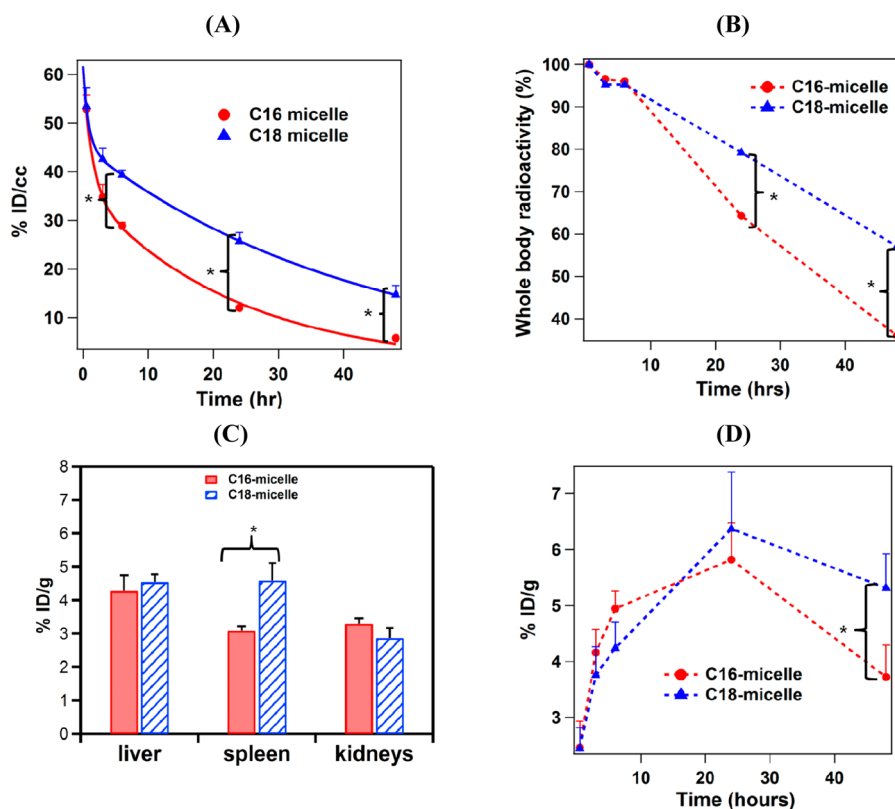 (A)
60
50
40
30
20
10
% ID/cc
C16 micelle
C18 micelle
*
*
*
0
10
20
30
40
Time (hr)
(B)
100
90
80
70
60
50
40
Whole body radioactivity (%)
C16-micelle
C18-micelle
*
*
10
20
30
40
Time (hrs)
(C)
8
7
6
5
4
3
2
1
0
% ID/g
C16-micelle
C18-micelle
*
liver
spleen
kidneys
(D)
7
6
5
4
3
% ID/g
*
C16-micelle
C18-micelle
10
20
30
40
Time (hours)